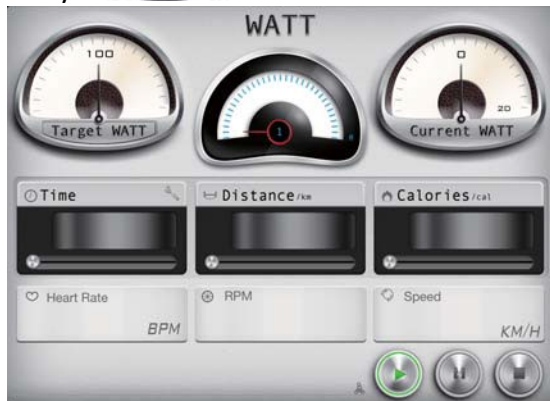 WATT
100
Target WATT
1
8
0
20
Current WATT
Time
Distance/km
Calories/cal
Heart Rate
BPM
RPM
Speed
KM/H